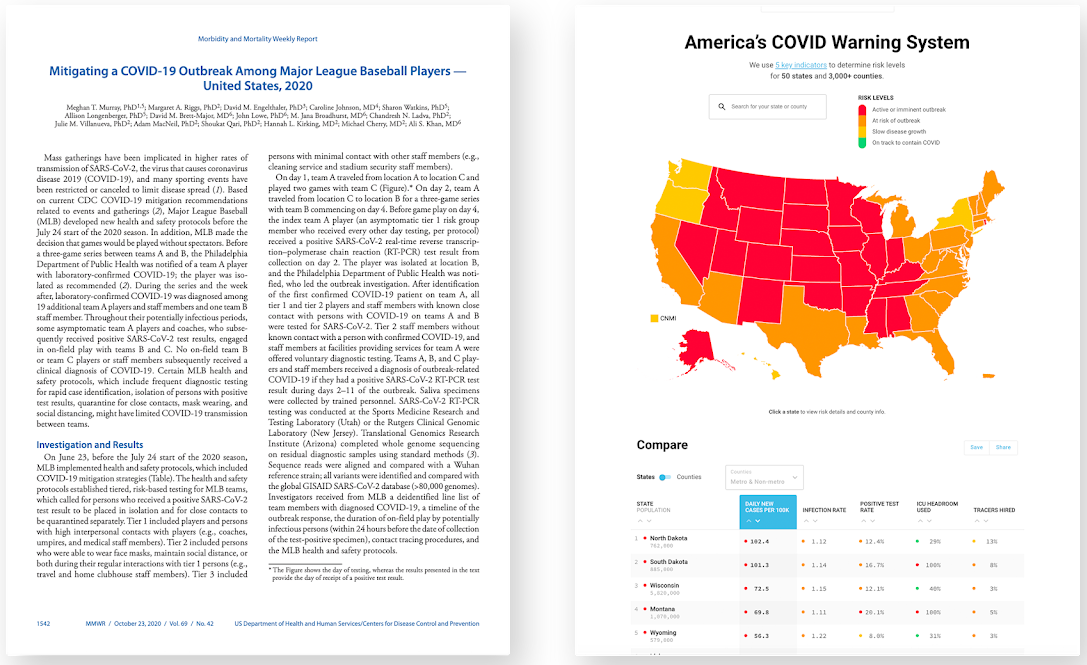 Morbidity and Mortality Weekly Report
Mitigating a COVID-19 Outbreak Among Major League Baseball Players —
United States, 2020
Meghan T. Murray, PhD1,2; Margaret A. Riggs, PhD2; David M. Engelthaler, PhD3; Caroline Johnson, MD4; Sharon Watkins, PhD5;
Allison Longenberger, PhD5; David M. Brett-Major, MD6; John Lowe, PhD6; M. Jana Broadhurst, MD6; Chandresh N. Ladva, PhD2;
Julie M. Villanueva, PhD2; Adam MacNeil, PhD2; Shoukat Qari, PhD2; Hannah L. Kirking, MD2; Michael Cherry, MD2; Ali S. Khan, MD6
Mass gatherings have been implicated in higher rates of
transmission of SARS-CoV-2, the virus that causes coronavirus
disease 2019 (COVID-19), and many sporting events have
been restricted or canceled to limit disease spread (1). Based
on current CDC COVID-19 mitigation recommendations
related to events and gatherings (2), Major League Baseball
(MLB) developed new health and safety protocols before the
July 24 start of the 2020 season. In addition, MLB made the
decision that games would be played without spectators. Before
a three-game series between teams A and B, the Philadelphia
Department of Public Health was notified of a team A player
with laboratory-confirmed COVID-19; the player was iso-
lated as recommended (2). During the series and the week
after, laboratory-confirmed COVID-19 was diagnosed among
19 additional team A players and staff members and one team B
staff member. Throughout their potentially infectious periods,
some asymptomatic team A players and coaches, who subse-
quently received positive SARS-CoV-2 test results, engaged
in on-field play with teams B and C. No on-field team B
or team C players or staff members subsequently received a
clinical diagnosis of COVID-19. Certain MLB health and
safety protocols, which include frequent diagnostic testing
for rapid case identification, isolation of persons with positive
test results, quarantine for close contacts, mask wearing, and
social distancing, might have limited COVID-19 transmission
between teams.
Investigation and Results
On June 23, before the July 24 start of the 2020 season,
MLB implemented health and safety protocols, which included
COVID-19 mitigation strategies (Table). The health and safety
protocols established tiered, risk-based testing for MLB teams,
which called for persons who received a positive SARS-CoV-2
test result to be placed in isolation and for close contacts to
be quarantined separately. Tier 1 included players and persons
with high interpersonal contacts with players (e.g., coaches,
umpires, and medical staff members). Tier 2 included persons
who were able to wear face masks, maintain social distance, or
both during their regular interactions with tier 1 persons (e.g.,
travel and home clubhouse staff members). Tier 3 included
persons with minimal contact with other staff members (e.g.,
cleaning service and stadium security staff members).
On day 1, team A traveled from location A to location C and
played two games with team C (Figure).* On day 2, team A
traveled from location C to location B for a three-game series
with team B commencing on day 4. Before game play on day 4,
the index team A player (an asymptomatic tier 1 risk group
member who received every other day testing, per protocol)
received a positive SARS-CoV-2 real-time reverse transcrip-
tion–polymerase chain reaction (RT-PCR) test result from
collection on day 2. The player was isolated at location B,
and the Philadelphia Department of Public Health was noti-
fied, who led the outbreak investigation. After identification
of the first confirmed COVID-19 patient on team A, all
tier 1 and tier 2 players and staff members with known close
contact with persons with COVID-19 on teams A and B
were tested for SARS-CoV-2. Tier 2 staff members without
known contact with a person with confirmed COVID-19, and
staff members at facilities providing services for team A were
offered voluntary diagnostic testing. Teams A, B, and C play-
ers and staff members received a diagnosis of outbreak-related
COVID-19 if they had a positive SARS-CoV-2 RT-PCR test
result during days 2–11 of the outbreak. Saliva specimens
were collected by trained personnel. SARS-CoV-2 RT-PCR
testing was conducted at the Sports Medicine Research and
Testing Laboratory (Utah) or the Rutgers Clinical Genomic
Laboratory (New Jersey). Translational Genomics Research
Institute (Arizona) completed whole genome sequencing
on residual diagnostic samples using standard methods (3).
Sequence reads were aligned and compared with a Wuhan
reference strain; all variants were identified and compared with
the global GISAID SARS-CoV-2 database (>80,000 genomes).
Investigators received from MLB a deidentified line list of
team members with diagnosed COVID-19, a timeline of the
outbreak response, the duration of on-field play by potentially
infectious persons (within 24 hours before the date of collection
of the test-positive specimen), contact tracing procedures, and
the MLB health and safety protocols.
* The Figure shows the day of testing, whereas the results presented in the text
provide the day of receipt of a positive test result.
1542 MMWR / October 23, 2020 / Vol. 69 / No. 42 US Department of Health and Human Services/Centers for Disease Control and Prevention
America's COVID Warning System
We use 5 key indicators to determine risk levels
for 50 states and 3,000+ counties.
Search for your state or county
RISK LEVELS
Active or imminent outbreak
At risk of outbreak
Slow disease growth
On track to contain COVID
CNMI
Click a state to view risk details and county info.
Compare
Save Share
States Counties
Counties
Metro & Non-metro
STATE
POPULATION
DAILY NEW
CASES PER 100K
INFECTION RATE
POSITIVE TEST
RATE
ICU HEADROOM
USED
TRACERS HIRED
1 North Dakota 102.4 1.12 12.4% 29% 13%
762,000
2 South Dakota 101.3 1.14 16.7% 100% 8%
885,000
3 Wisconsin 72.5 1.15 12.1% 40% 3%
5,820,000
4 Montana 69.8 1.11 20.1% 100% 5%
1,070,000
5 Wyoming 56.3 1.22 8.0% 31% 3%
579,000